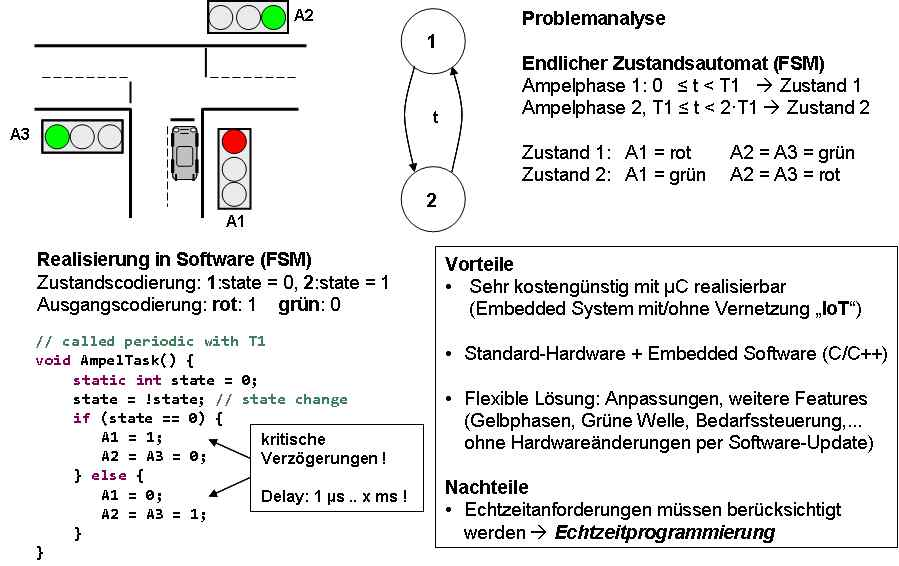 A2
A3
A1
1
t
2
Problemanalyse
Endlicher Zustandsautomat (FSM)
Ampelphase 1: 0 ≤ t < T1 → Zustand 1
Ampelphase 2, T1 ≤ t < 2·T1 → Zustand 2
Zustand 1: A1 = rot A2 = A3 = grün
Zustand 2: A1 = grün A2 = A3 = rot
Realisierung in Software (FSM)
Zustandscodierung: 1:state = 0, 2:state = 1
Ausgangscodierung: rot: 1 grün: 0
// called periodic with T1
void AmpelTask() {
static int state = 0;
state = !state; // state change
if (state == 0) {
A1 = 1;
A2 = A3 = 0;
} else {
A1 = 0;
A2 = A3 = 1;
}
}
kritische
Verzögerungen !
Delay: 1 µs .. x ms !
Vorteile
• Sehr kostengünstig mit µC realisierbar
(Embedded System mit/ohne Vernetzung „IoT“)
• Standard-Hardware + Embedded Software (C/C++)
• Flexible Lösung: Anpassungen, weitere Features
(Gelbphasen, Grüne Welle, Bedarfssteuerung,...
ohne Hardwareänderungen per Software-Update)
Nachteile
• Echtzeitanforderungen müssen berücksichtigt
werden → Echtzeitprogrammierung